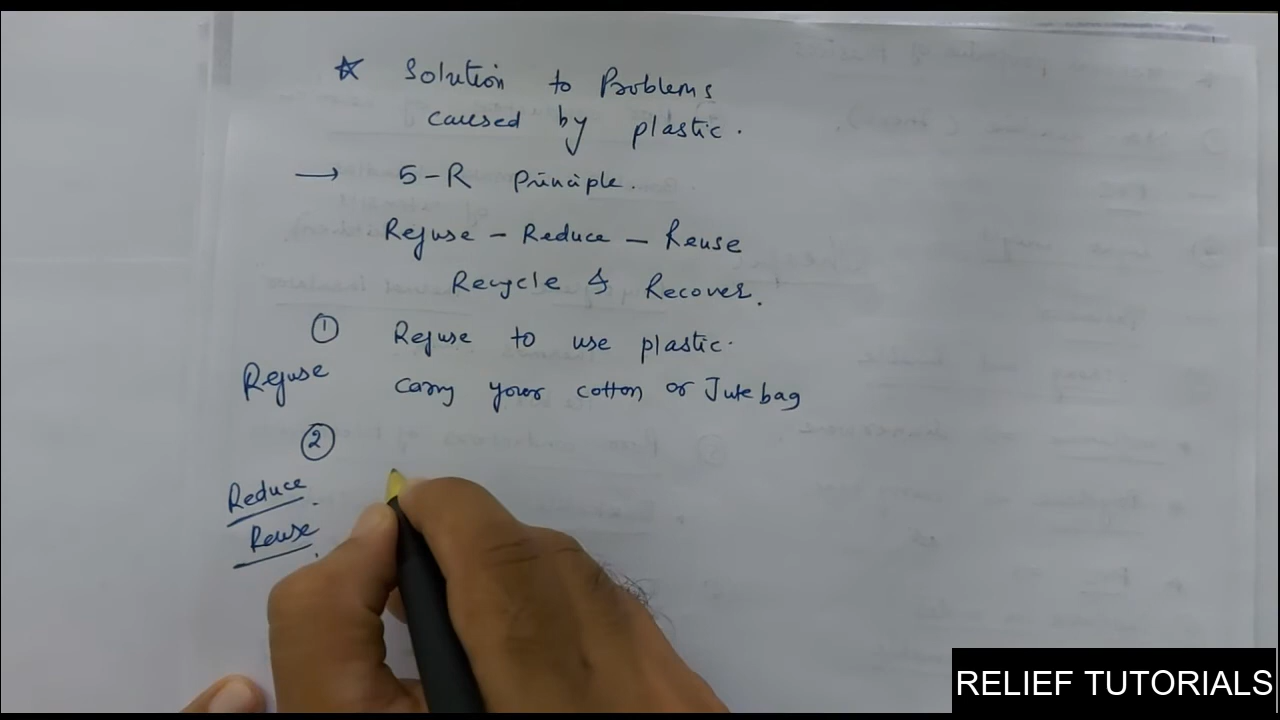 ☆ Solution to Problems
caused by plastic.
→ 5-R Principle.
Refuse - Reduce - Reuse
Recycle & Recover.
① Refuse to use plastic.
Refuse carry your cotton or Jute bag
②
Reduce.
Reuse.
RELIEF TUTORIALS